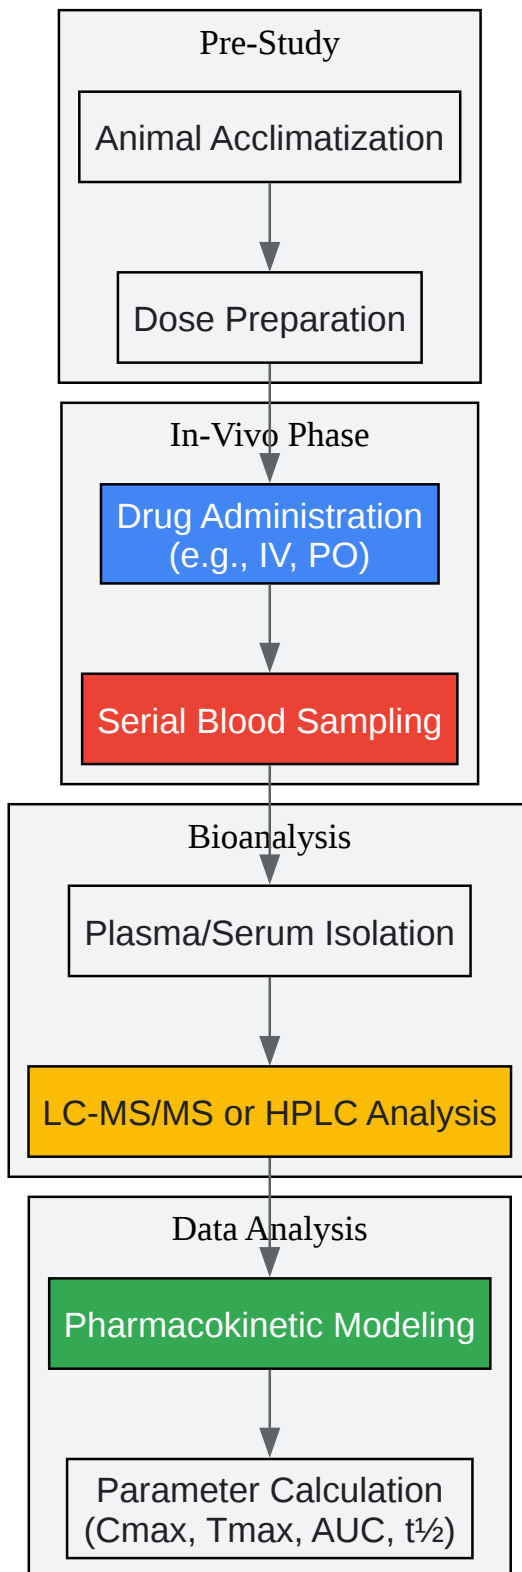 Pre-Study
Animal Acclimatization
Dose Preparation
In-Vivo Phase
Drug Administration
(e.g., IV, PO)
Serial Blood Sampling
Bioanalysis
Plasma/Serum Isolation
LC-MS/MS or HPLC Analysis
Data Analysis
Pharmacokinetic Modeling
Parameter Calculation
(Cmax, Tmax, AUC, t½)